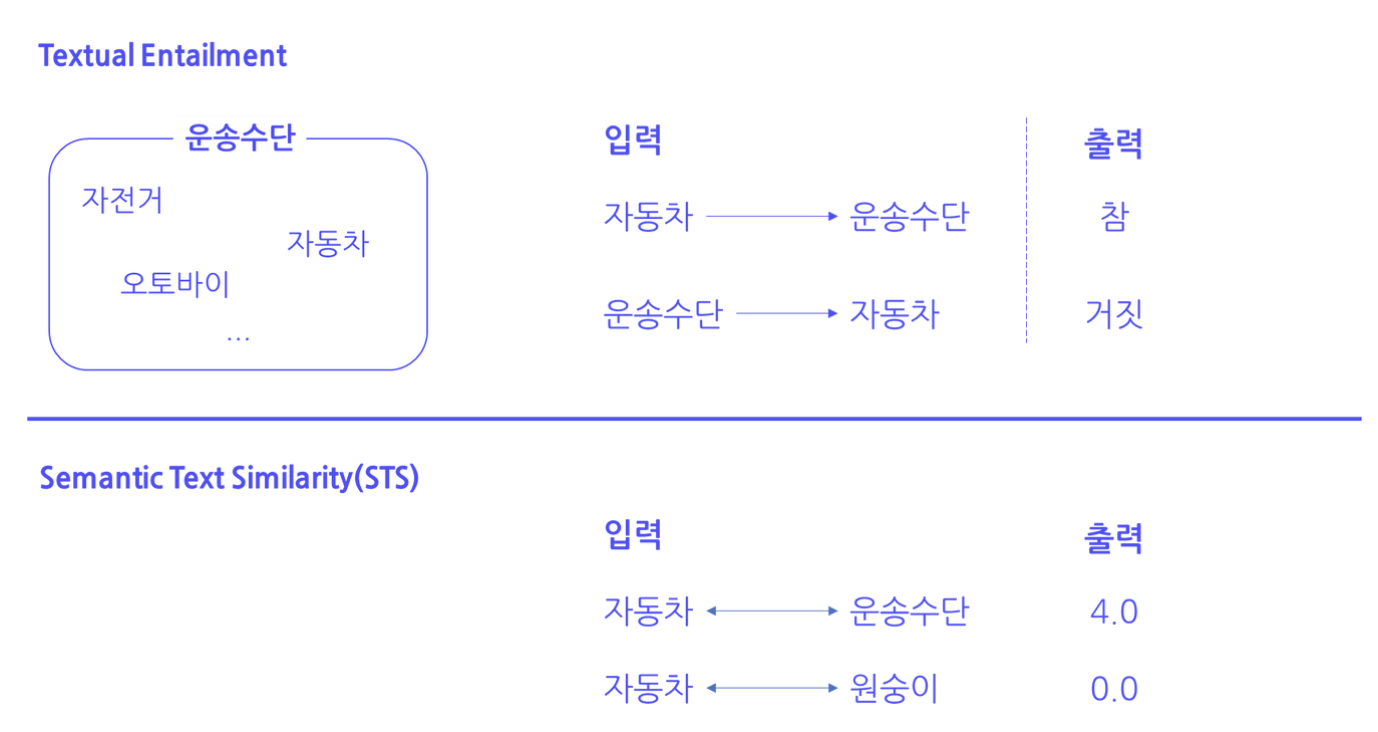 Textual Entailment
운송수단
자전거
자동차
오토바이
...
입력 출력
자동차 운송수단 참
운송수단 자동차 거짓
Semantic Text Similarity(STS)
입력 출력
자동차 운송수단 4.0
자동차 원숭이 0.0